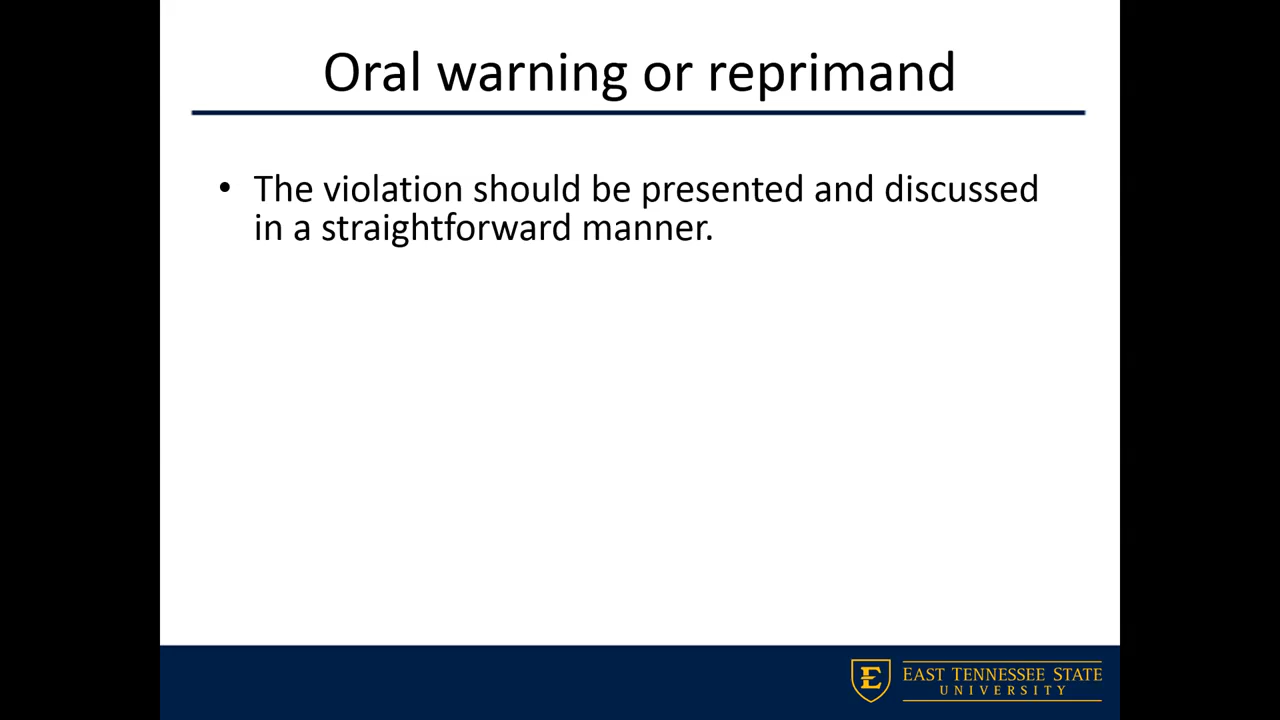 Oral warning or reprimand
• The violation should be presented and discussed
in a straightforward manner.
E
EAST TENNESSEE STATE
UNIVERSITY